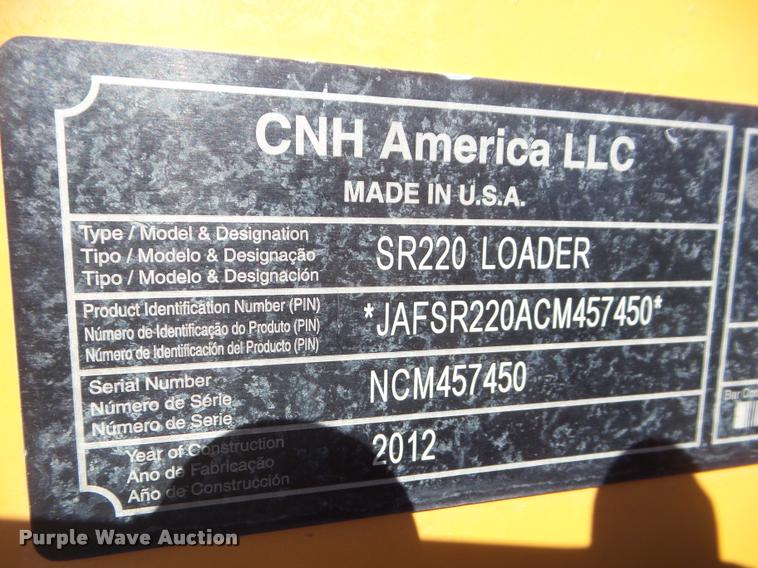 CNH America LLC
MADE IN U.S.A.
Type / Model & Designation
Tipo / Modelo & Designação
Tipo / Modelo & Designación
SR220 LOADER
Product Identification Number (PIN)
Número de Identificação do Produto (PIN)
Número de Identificación del Producto (PIN)
*JAFSR220ACM457450*
Serial Number
Número de Série
Número de Serie
NCM457450
Year of Construction
Ano de Fabricação
Año de Construcción
2012
Bar
Purple Wave Auction